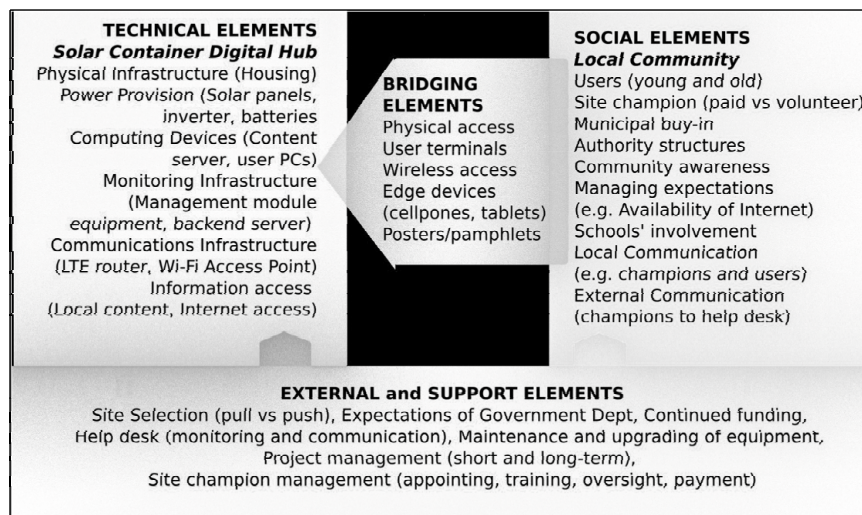 TECHNICAL ELEMENTS
Solar Container Digital Hub
Physical Infrastructure (Housing)
Power Provision (Solar panels,
inverter, batteries
Computing Devices (Content
server, user PCs)
Monitoring Infrastructure
(Management module
equipment, backend server)
Communications Infrastructure
(LTE router, Wi-Fi Access Point)
Information access
(Local content, Internet access)
BRIDGING
ELEMENTS
Physical access
User terminals
Wireless access
Edge devices
(cellpones, tablets)
Posters/pamphlets
SOCIAL ELEMENTS
Local Community
Users (young and old)
Site champion (paid vs volunteer)
Municipal buy-in
Authority structures
Community awareness
Managing expectations
(e.g. Availability of Internet)
Schools' involvement
Local Communication
(e.g. champions and users)
External Communication
(champions to help desk)
EXTERNAL and SUPPORT ELEMENTS
Site Selection (pull vs push), Expectations of Government Dept, Continued funding,
Help desk (monitoring and communication), Maintenance and upgrading of equipment,
Project management (short and long-term),
Site champion management (appointing, training, oversight, payment)